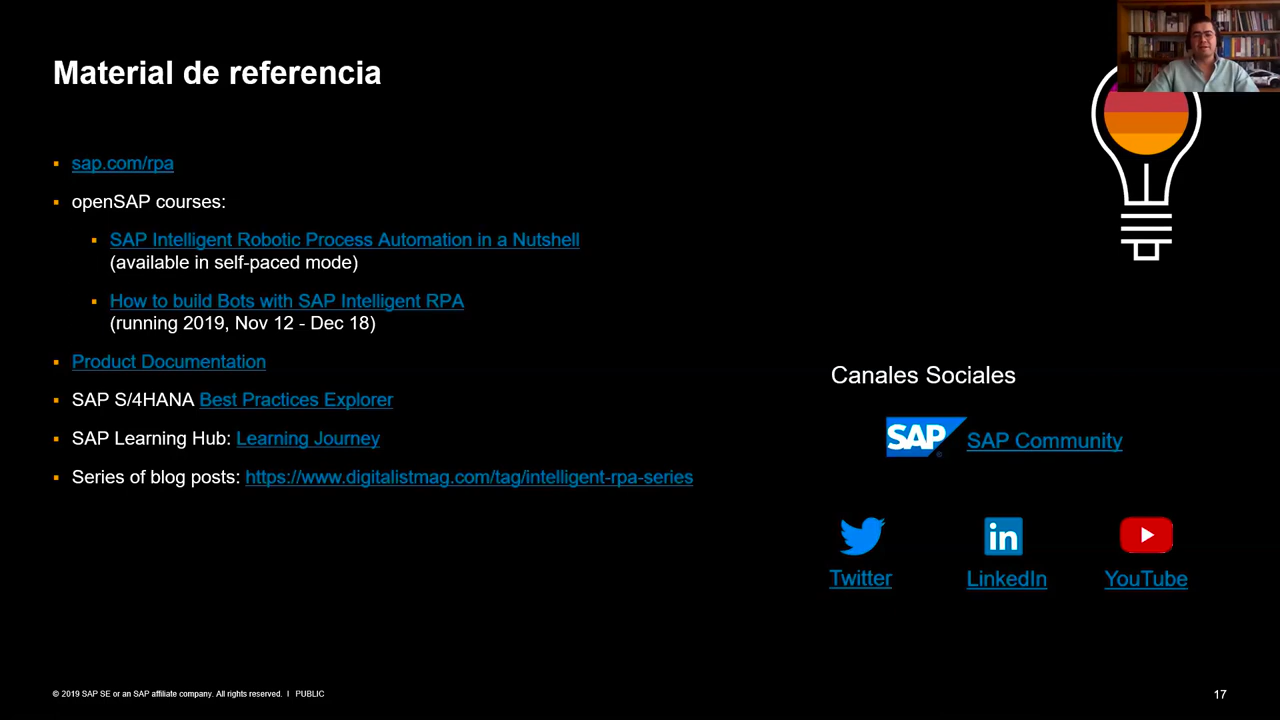 Material de referencia
sap.com/rpa
openSAP courses:
SAP Intelligent Robotic Process Automation in a Nutshell
(available in self-paced mode)
How to build Bots with SAP Intelligent RPA
(running 2019, Nov 12 - Dec 18)
Product Documentation
SAP S/4HANA Best Practices Explorer
SAP Learning Hub: Learning Journey
Series of blog posts: https://www.digitalistmag.com/tag/intelligent-rpa-series
Canales Sociales
SAP SAP Community
in
Twitter LinkedIn YouTube
© 2019 SAP SE or an SAP affiliate company. All rights reserved. I PUBLIC
17